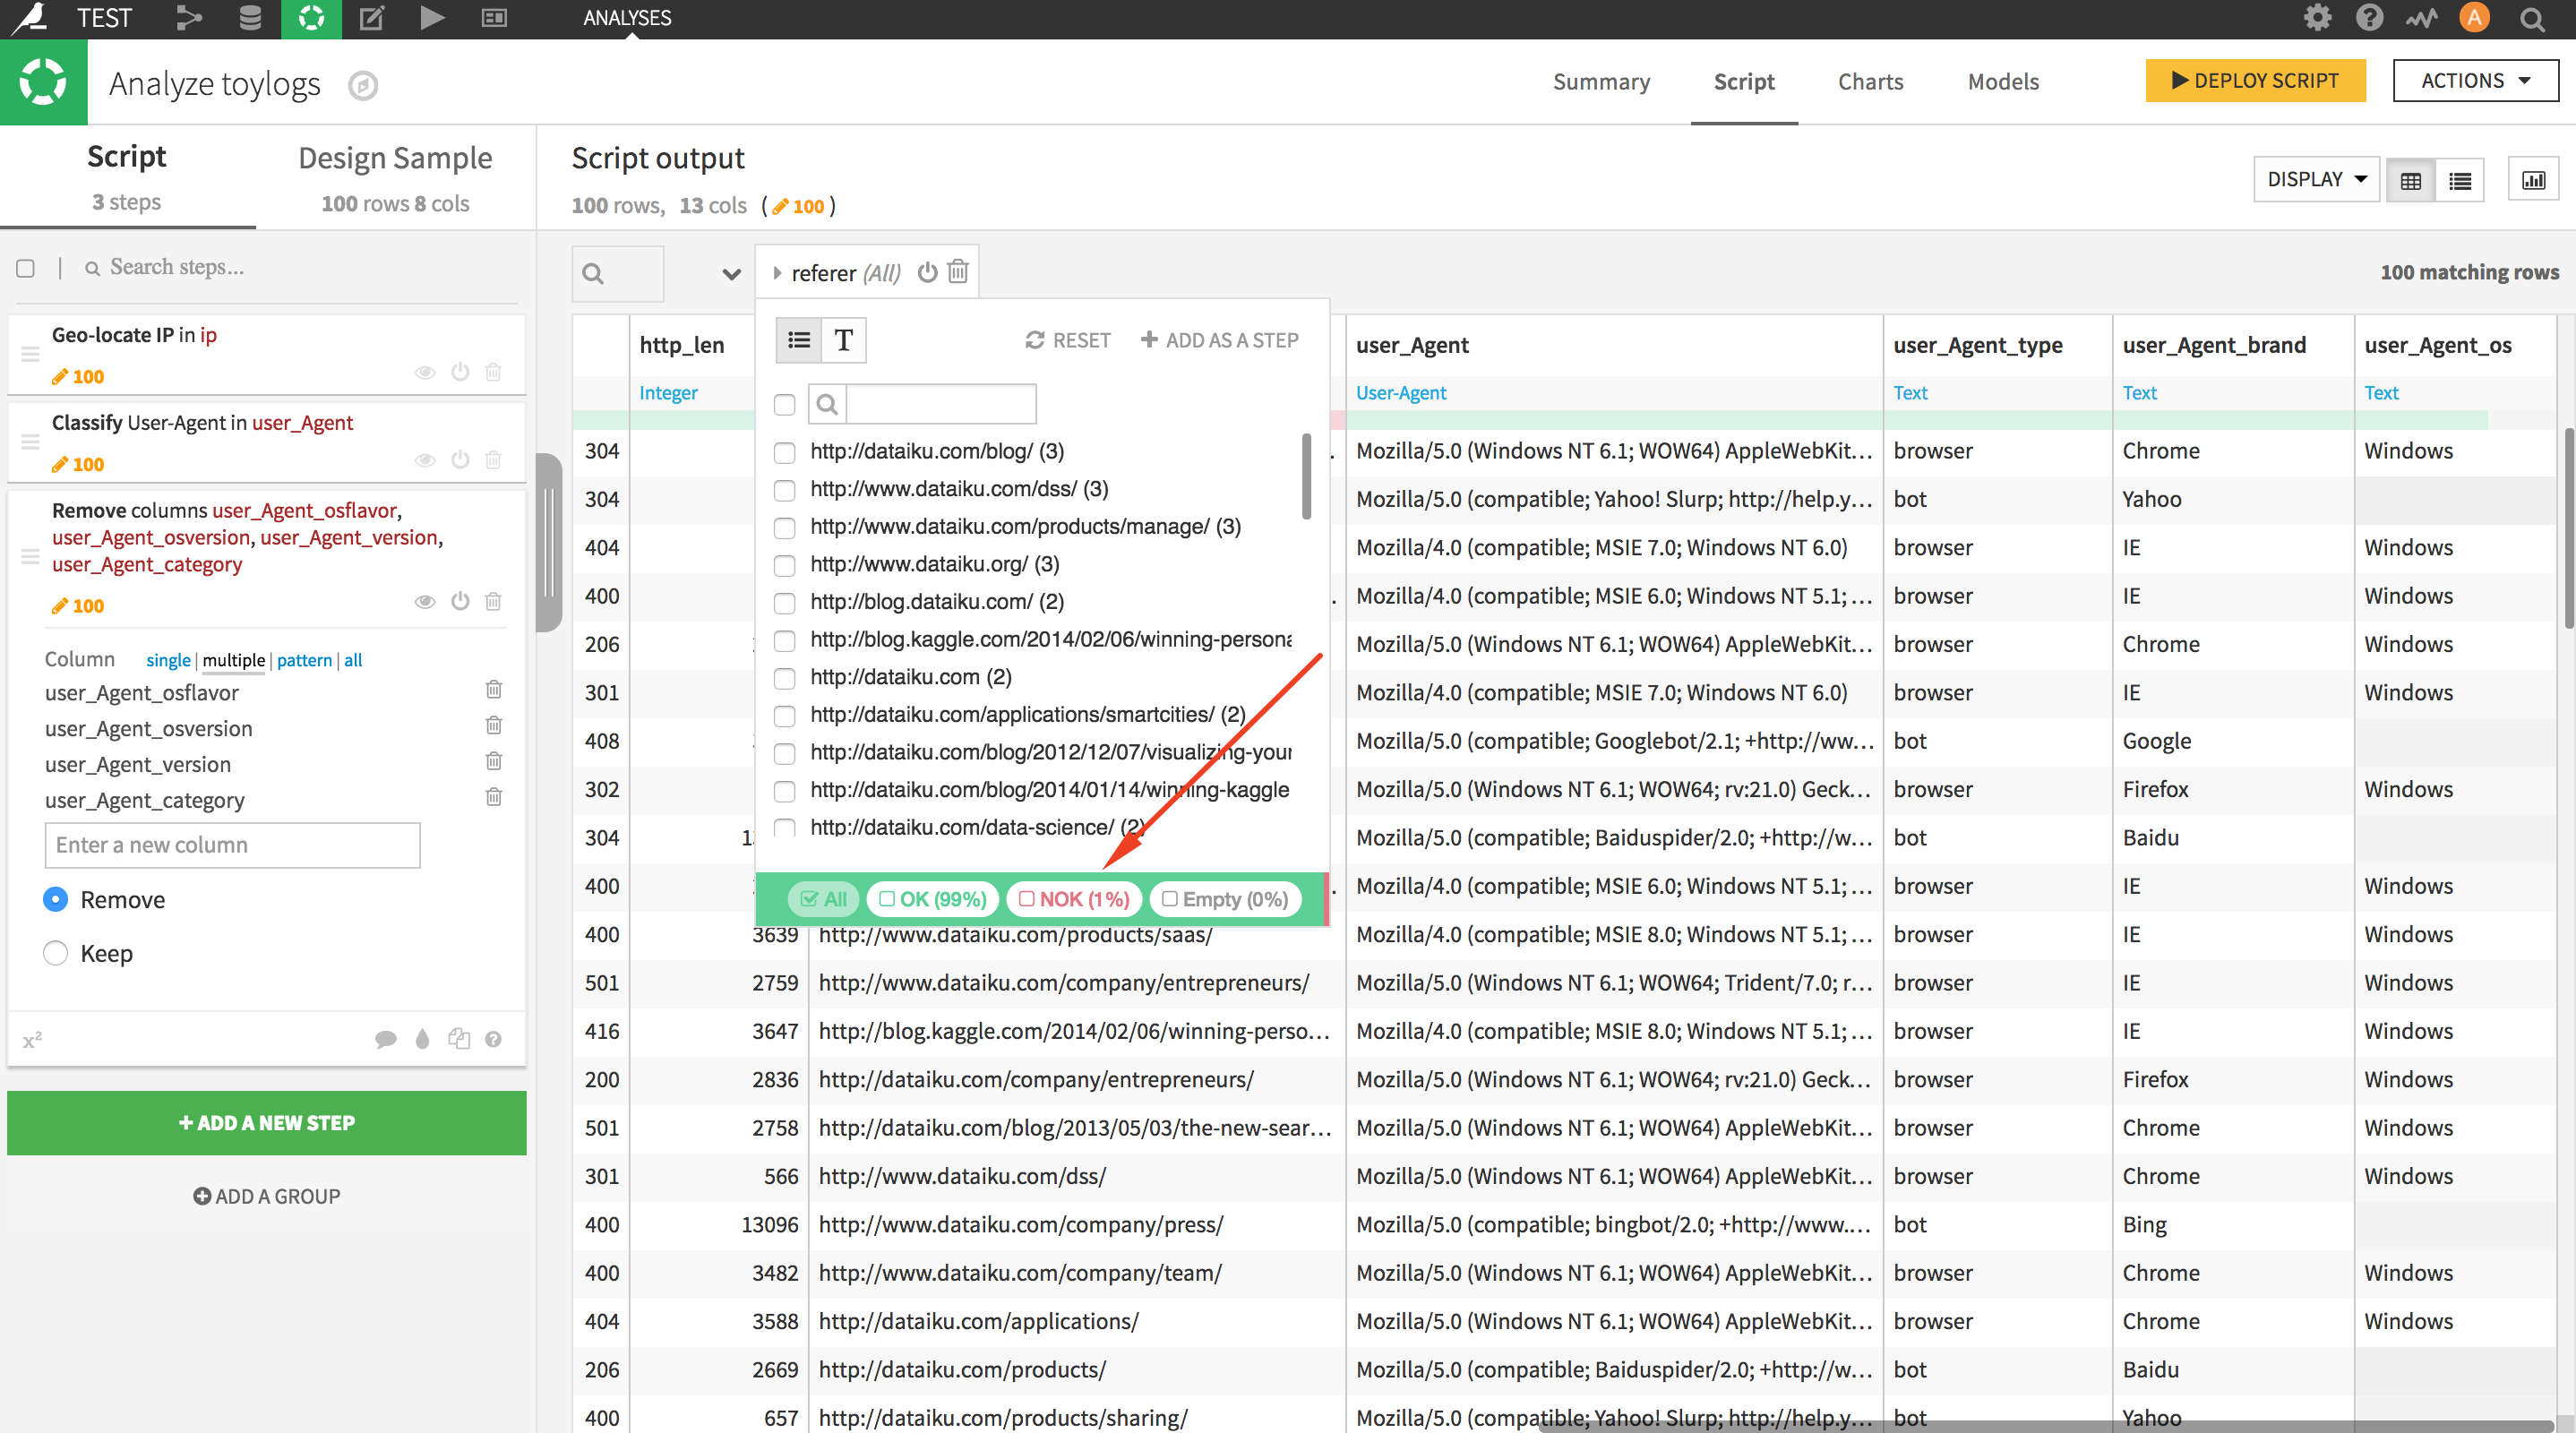 TEST
ANALYSES
A
Analyze toylogs
Summary
Script
Charts
Models
DEPLOY SCRIPT
ACTIONS
Script
3 steps
Design Sample
100 rows 8 cols
Script output
100 rows, 13 cols ( 100 )
DISPLAY
Search steps...
Geo-locate IP in ip
100
Classify User-Agent in user_Agent
100
Remove columns user_Agent_osflavor,
user_Agent_osversion, user_Agent_version,
user_Agent_category
100
Column single | multiple | pattern | all
user_Agent_osflavor
user_Agent_osversion
user_Agent_version
user_Agent_category
Enter a new column
Remove
Keep
x²
+ ADD A NEW STEP
ADD A GROUP
referer (All)
100 matching rows
T
RESET
ADD AS A STEP
http://dataiku.com/blog/ (3)
http://www.dataiku.com/dss/ (3)
http://www.dataiku.com/products/manage/ (3)
http://www.dataiku.org/ (3)
http://blog.dataiku.com/ (2)
http://blog.kaggle.com/2014/02/06/winning-persona
http://dataiku.com (2)
http://dataiku.com/applications/smartcities/ (2)
http://dataiku.com/blog/2012/12/07/visualizing-your
http://dataiku.com/blog/2014/01/14/winning-kaggle
http://dataiku.com/data-science/ (2)
All
OK (99%)
NOK (1%)
Empty (0%)
http_len user_Agent user_Agent_type user_Agent_brand user_Agent_os
Integer User-Agent Text Text Text
304 Mozilla/5.0 (Windows NT 6.1; WOW64) AppleWebKit... browser Chrome Windows
304 Mozilla/5.0 (compatible; Yahoo! Slurp; http://help.y... bot Yahoo
404 Mozilla/4.0 (compatible; MSIE 7.0; Windows NT 6.0) browser IE Windows
400 Mozilla/4.0 (compatible; MSIE 6.0; Windows NT 5.1; ... browser IE Windows
206 Mozilla/5.0 (Windows NT 6.1; WOW64) AppleWebKit... browser Chrome Windows
301 Mozilla/4.0 (compatible; MSIE 7.0; Windows NT 6.0) browser IE Windows
408 Mozilla/5.0 (compatible; Googlebot/2.1; +http://ww... bot Google
302 Mozilla/5.0 (Windows NT 6.1; WOW64; rv:21.0) Geck... browser Firefox Windows
304 Mozilla/5.0 (compatible; Baiduspider/2.0; +http://w... bot Baidu
400 Mozilla/4.0 (compatible; MSIE 6.0; Windows NT 5.1; ... browser IE Windows
400 3639 http://www.dataiku.com/products/saas/ Mozilla/4.0 (compatible; MSIE 8.0; Windows NT 5.1; ... browser IE Windows
501 2759 http://www.dataiku.com/company/entrepreneurs/ Mozilla/5.0 (Windows NT 6.1; WOW64; Trident/7.0; r... browser IE Windows
416 3647 http://blog.kaggle.com/2014/02/06/winning-perso... Mozilla/4.0 (compatible; MSIE 8.0; Windows NT 5.1; ... browser IE Windows
200 2836 http://dataiku.com/company/entrepreneurs/ Mozilla/5.0 (Windows NT 6.1; WOW64; rv:21.0) Geck... browser Firefox Windows
501 2758 http://dataiku.com/blog/2013/05/03/the-new-sear... Mozilla/5.0 (Windows NT 6.1; WOW64) AppleWebKit... browser Chrome Windows
301 566 http://www.dataiku.com/dss/ Mozilla/5.0 (Windows NT 6.1; WOW64) AppleWebKit... browser Chrome Windows
400 13096 http://www.dataiku.com/company/press/ Mozilla/5.0 (compatible; bingbot/2.0; +http://www.... bot Bing
400 3482 http://www.dataiku.com/company/team/ Mozilla/5.0 (Windows NT 6.1; WOW64) AppleWebKit... browser Chrome Windows
404 3588 http://dataiku.com/applications/ Mozilla/5.0 (Windows NT 6.1; WOW64) AppleWebKit... browser Chrome Windows
206 2669 http://dataiku.com/products/ Mozilla/5.0 (compatible; Baiduspider/2.0; +http://w... bot Baidu
400 657 http://dataiku.com/products/sharing/ Mozilla/5.0 (compatible; Yahoo! Slurp; http://help.y... bot Yahoo